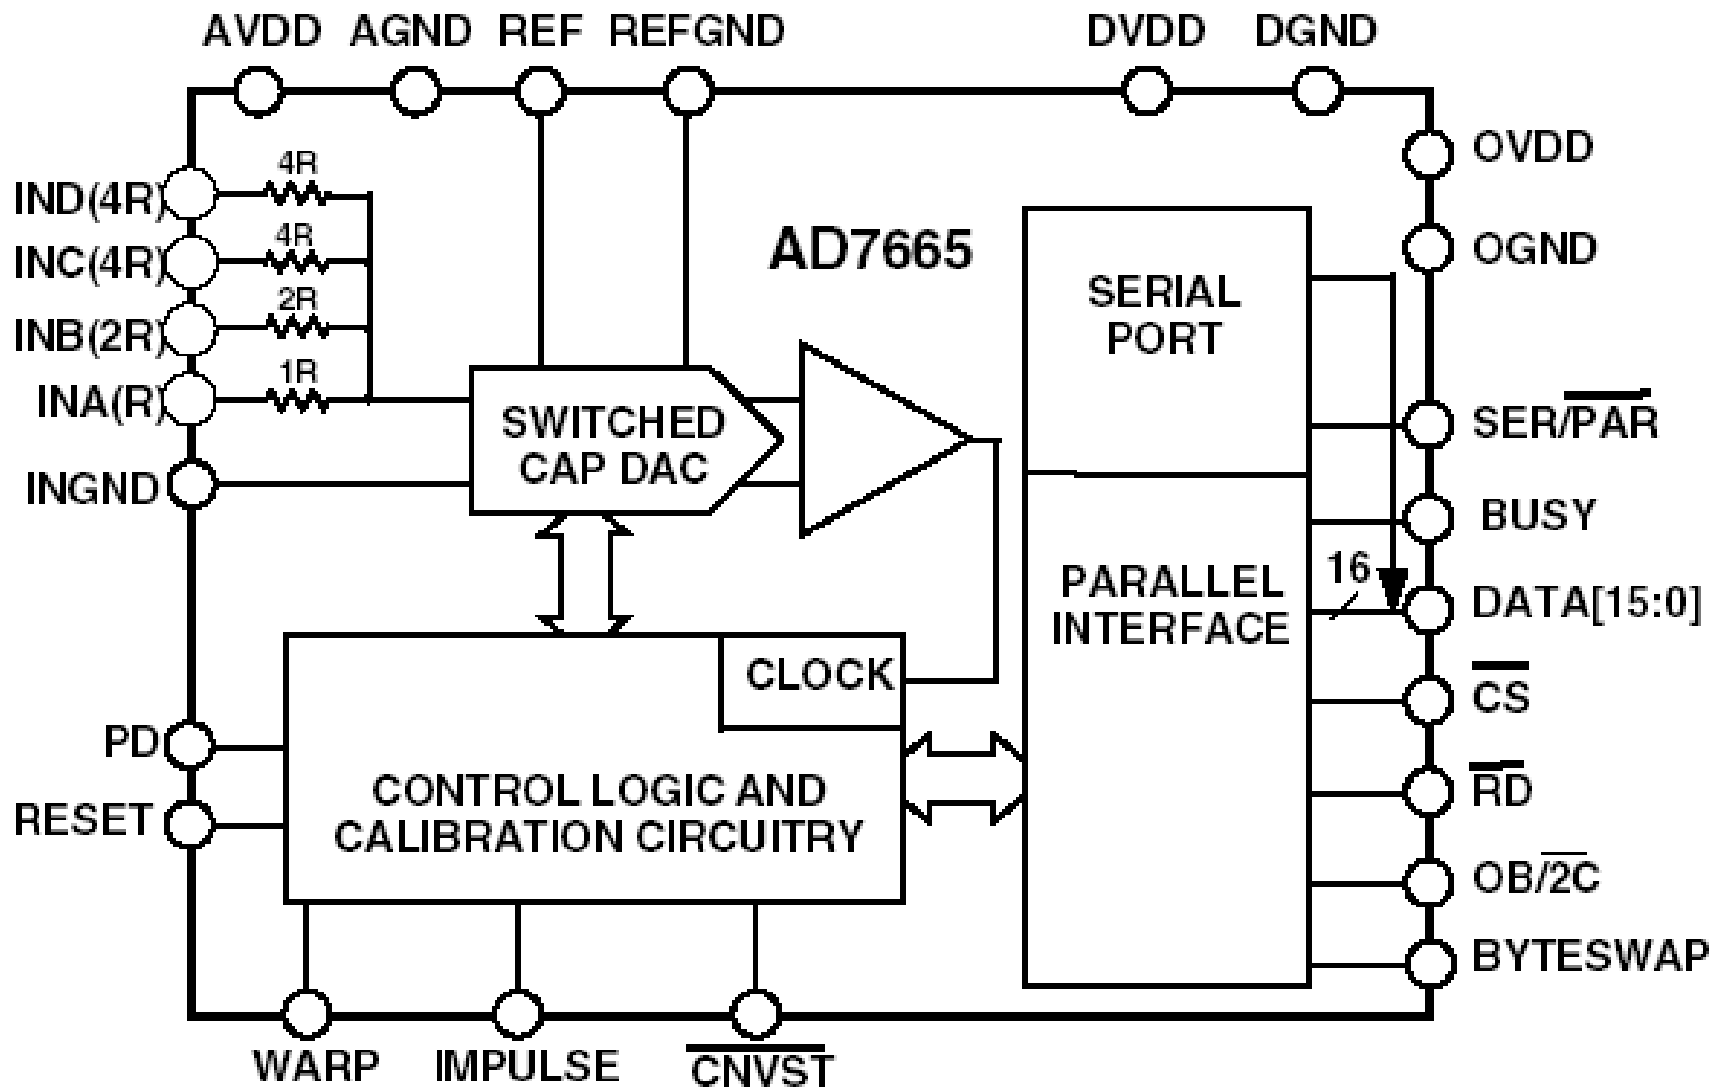 AVDD AGND REF REFGND DVDD DGND
OVDD
OGND
4R
IND(4R)
4R
INC(4R)
2R
INB(2R)
1R
INA(R)
INGND
AD7665
SERIAL
PORT
SWITCHED
CAP DAC
SER/PAR
BUSY
16
DATA[15:0]
PARALLEL
INTERFACE
CLOCK
CS
PD
RD
CONTROL LOGIC AND
CALIBRATION CIRCUITRY
RESET
OB/2C
BYTESWAP
WARP IMPULSE CNVST